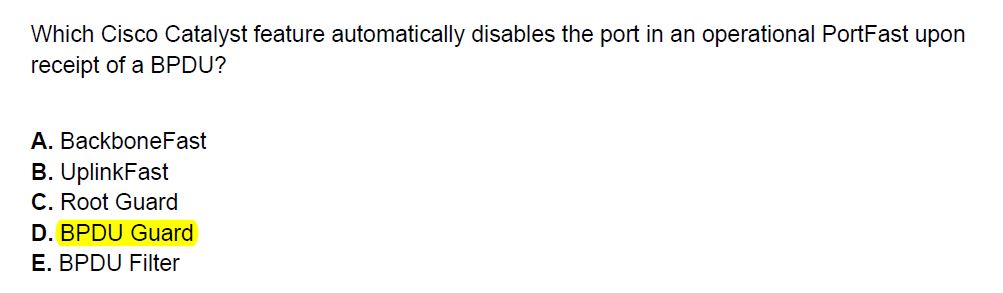 Which Cisco Catalyst feature automatically disables the port in an operational PortFast upon
receipt of a BPDU?
A. BackboneFast
B. UplinkFast
C. Root Guard
D. BPDU Guard
E. BPDU Filter